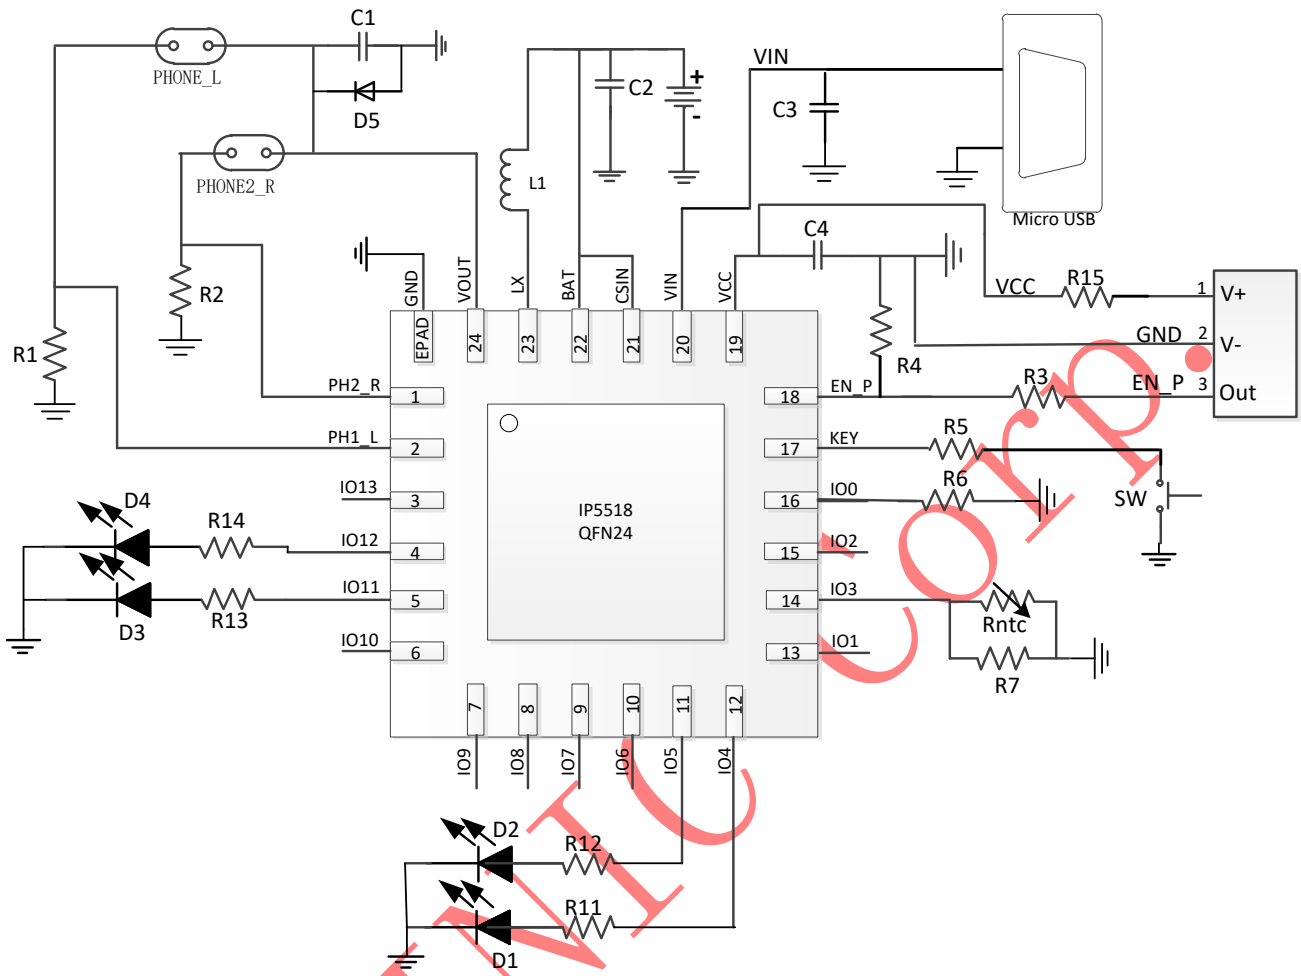 C1
PHONE_L
D5
PHONE2_R
R2
R1
L1
C2
+
-
VIN
C3
Micro USB
C4
VCC
R15
1
V+
GND
2
V-
R4
R3
EN_P
3
Out
GND
VOUT
LX
BAT
CSIN
VIN
VCC
EPAD
24
23
22
21
20
19
PH2_R
1
18
EN_P
PH1_L
2
17
KEY
R5
IO13
3
16
IO0
R6
SW
D4
R14
IO12
4
15
IO2
IP5518
QFN24
D3
R13
IO11
5
14
IO3
Rntc
IO10
6
13
IO1
R7
7
8
9
10
11
12
IO9
IO8
IO7
IO6
IO5
IO4
D2
R12
D1
R11
MIC Corp.